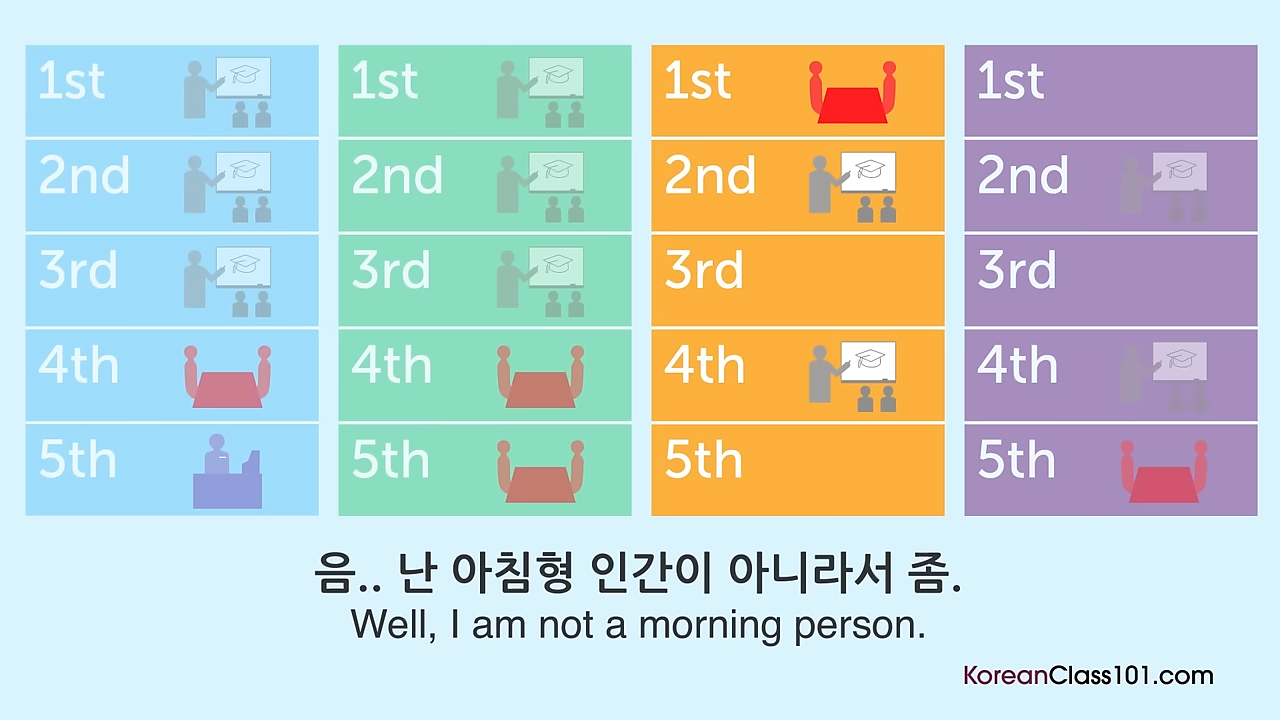 1st
2nd
3rd
4th
5th
1st
2nd
3rd
4th
5th
1st
2nd
3rd
4th
5th
1st
2nd
3rd
4th
5th
음.. 난 아침형 인간이 아니라서 좀.
Well, I am not a morning person.
KoreanClass101.com